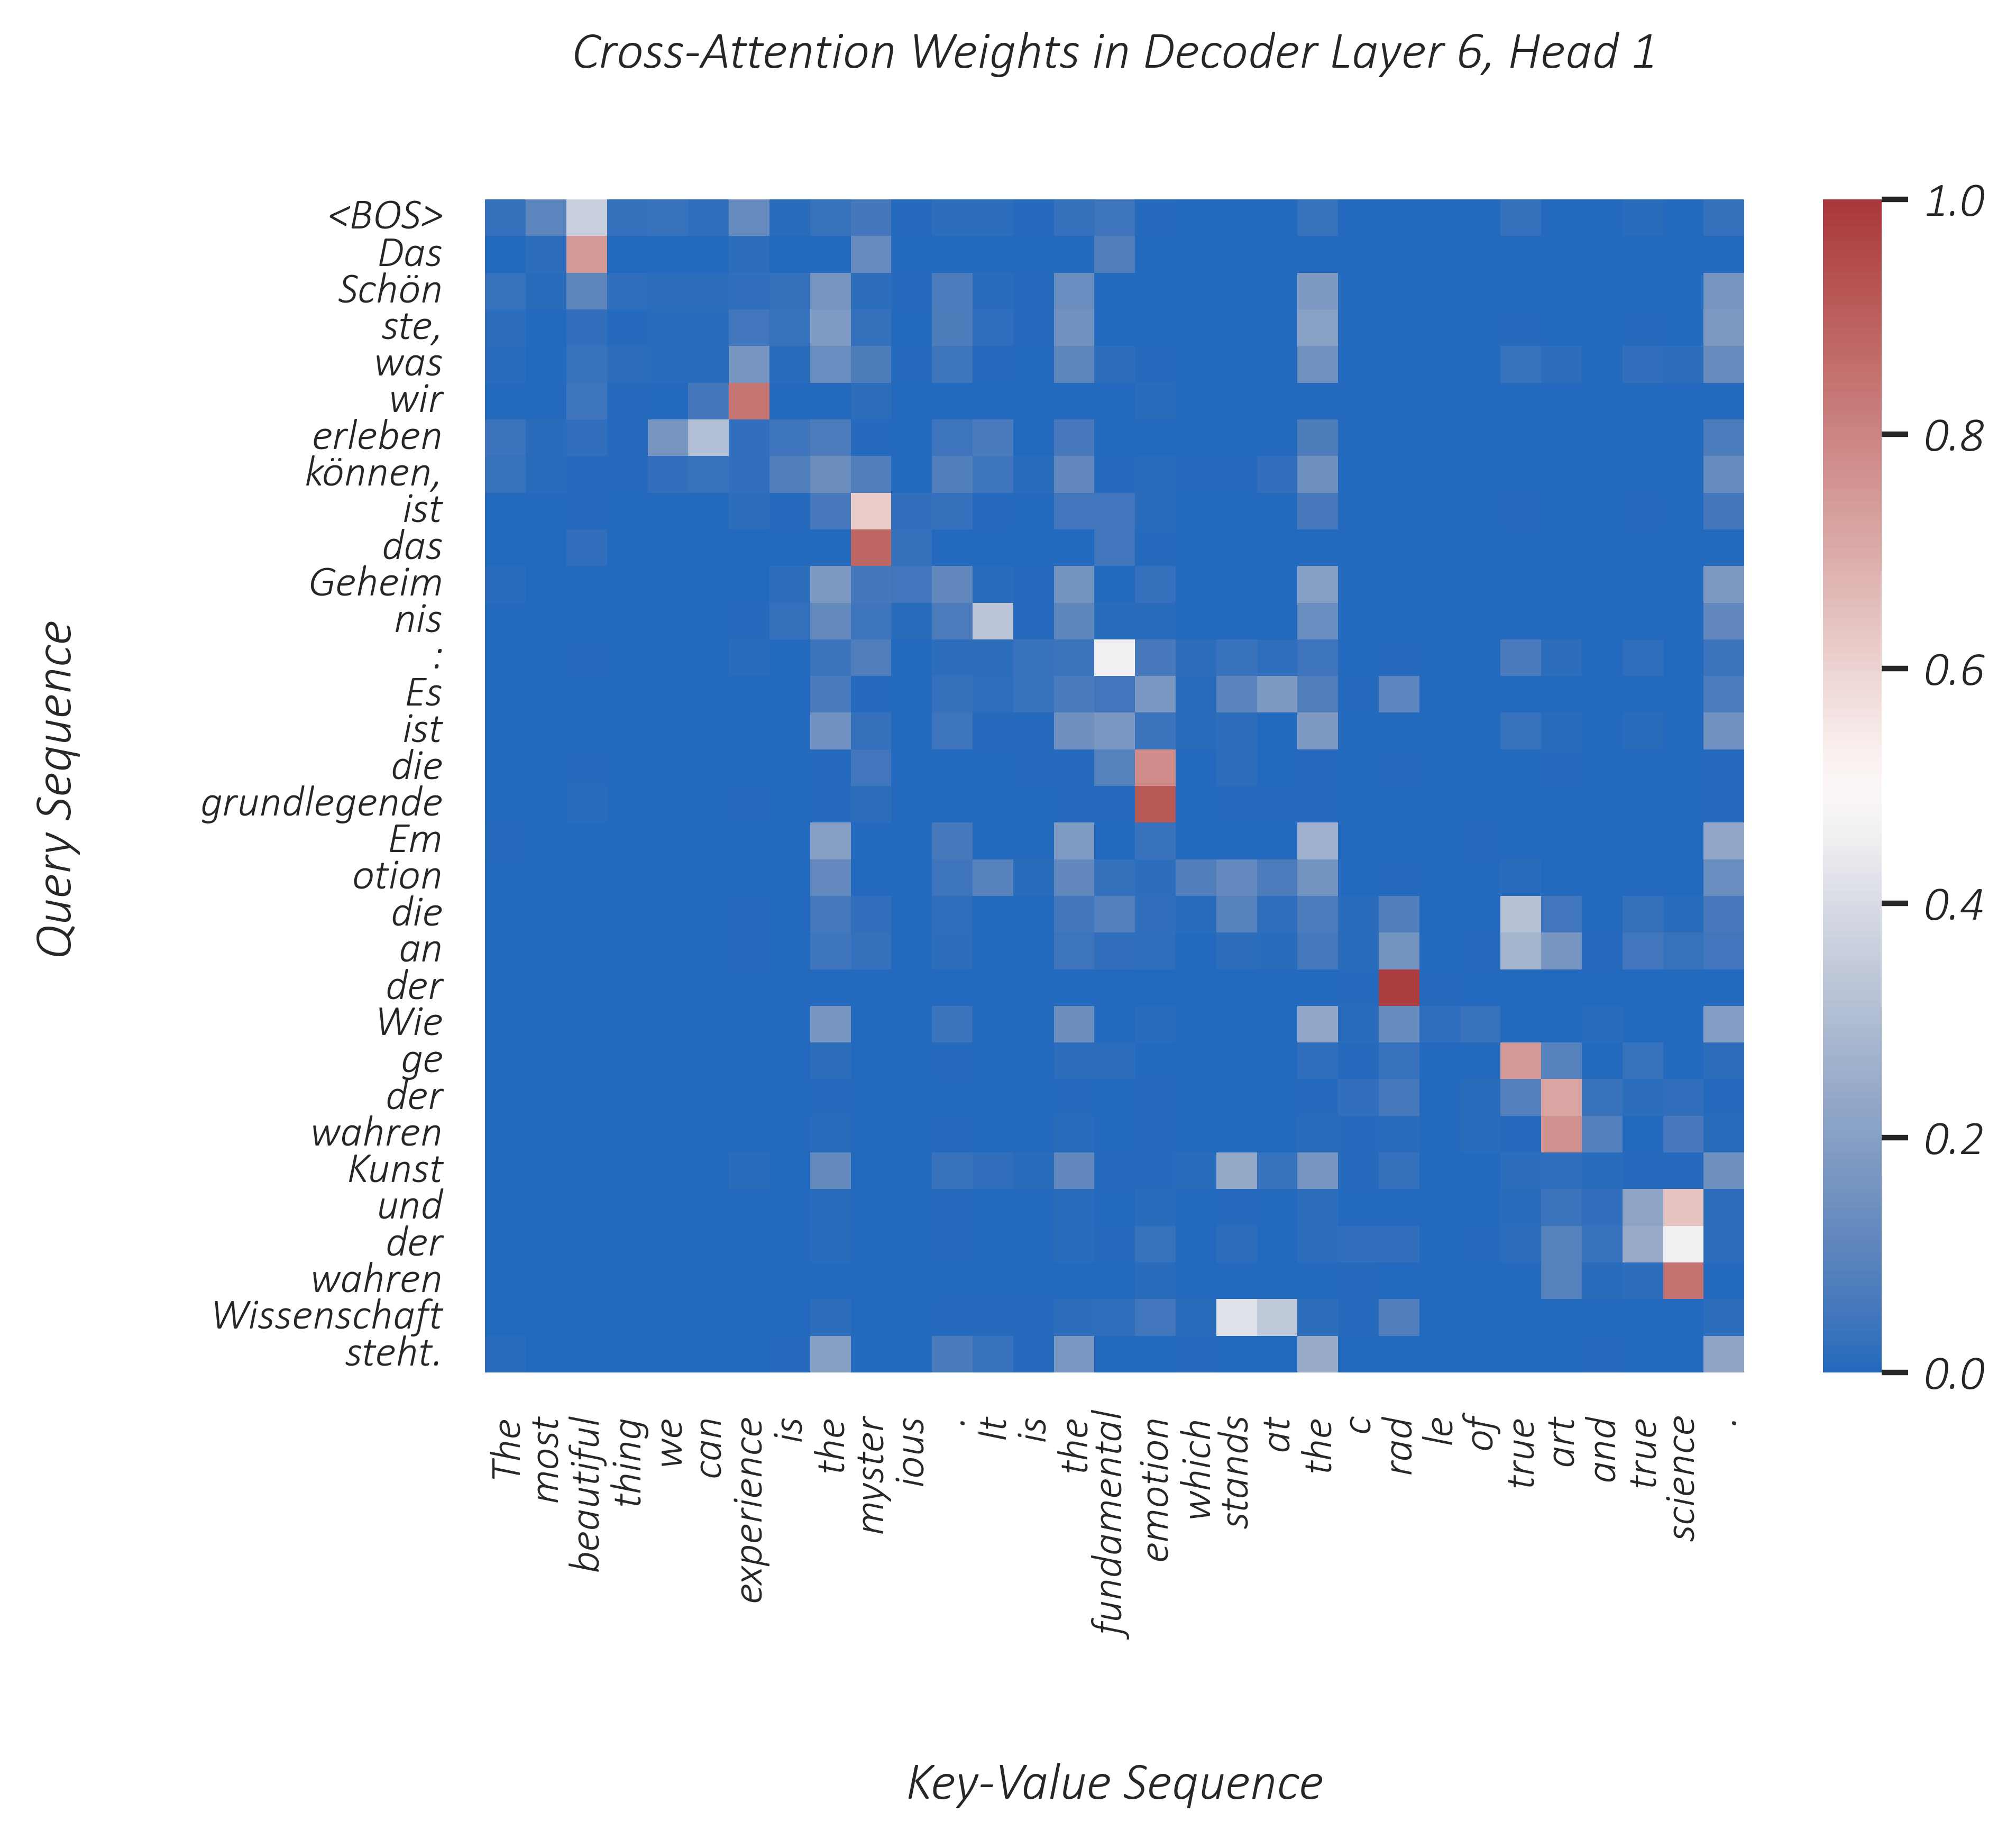 Cross-Attention Weights in Decoder Layer 6, Head 1
Query Sequence
<BOS>
Das
Schön
ste,
was
wir
erleben
können,
ist
das
Geheim
nis
:
Es
ist
die
grundlegende
Em
otion
die
an
der
Wie
ge
der
wahren
Kunst
und
der
wahren
Wissenschaft
steht.
The
most
beautiful
thing
we
can
experience
is
the
myster
ious
.
It
is
the
fundamental
emotion
which
stands
at
the
c
rad
le
of
true
art
and
true
science
.
Key-Value Sequence
1.0
0.8
0.6
0.4
0.2
0.0